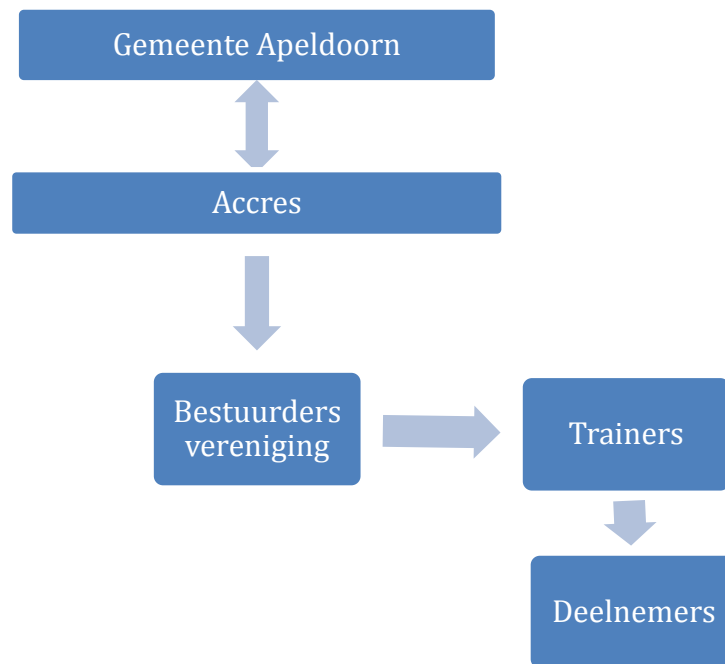 Gemeente Apeldoorn
Accres
Bestuurders
vereniging
Trainers
Deelnemers